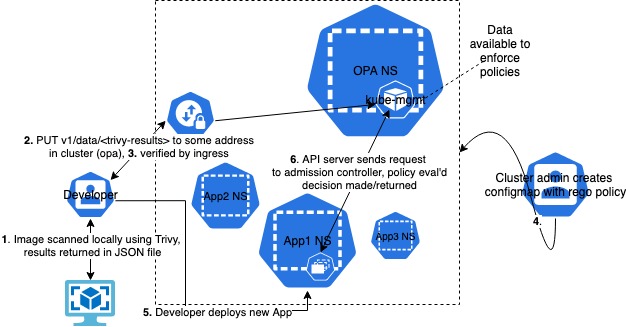 Data
available to
enforce
policies
OPA NS
kube-mgmt
2. PUT v1/data/<trivy-results> to some address
in cluster (opa), 3. verified by ingress
6. API server sends request
to admission controller, policy eval'd
decision made/returned
Cluster admin creates
configmap with rego policy
Developer
App2 NS
4.
1. Image scanned locally using Trivy,
results returned in JSON file
App1 NS
App3 NS
5. Developer deploys new App